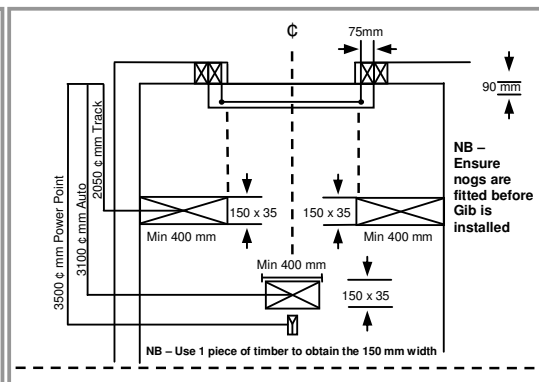 ₵
75mm
90 mm
3500 ₵ mm Power Point
3100 ₵ mm Auto
2050 ₵ mm Track
NB –
Ensure
nogs are
fitted before
Gib is
installed
150 x 35
150 x 35
Min 400 mm
Min 400 mm
Min 400 mm
150 x 35
NB – Use 1 piece of timber to obtain the 150 mm width